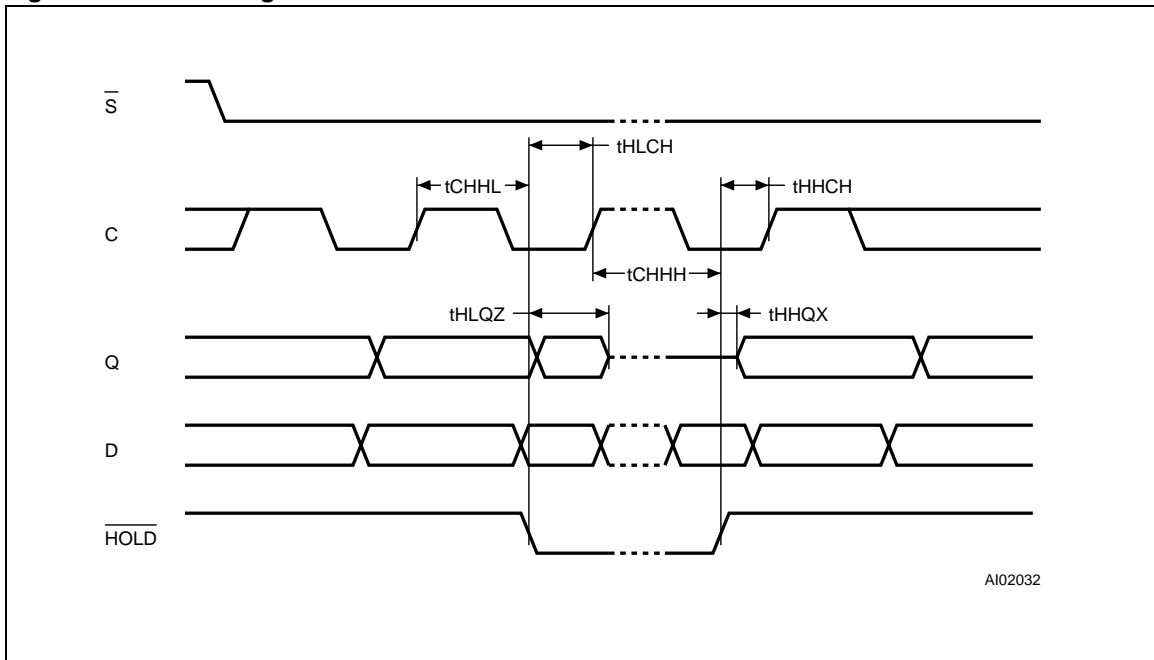 S
tHLCH
tCHHL
tHHCH
C
tCHHH
tHLQZ
tHHQX
Q
D
HOLD
AI02032